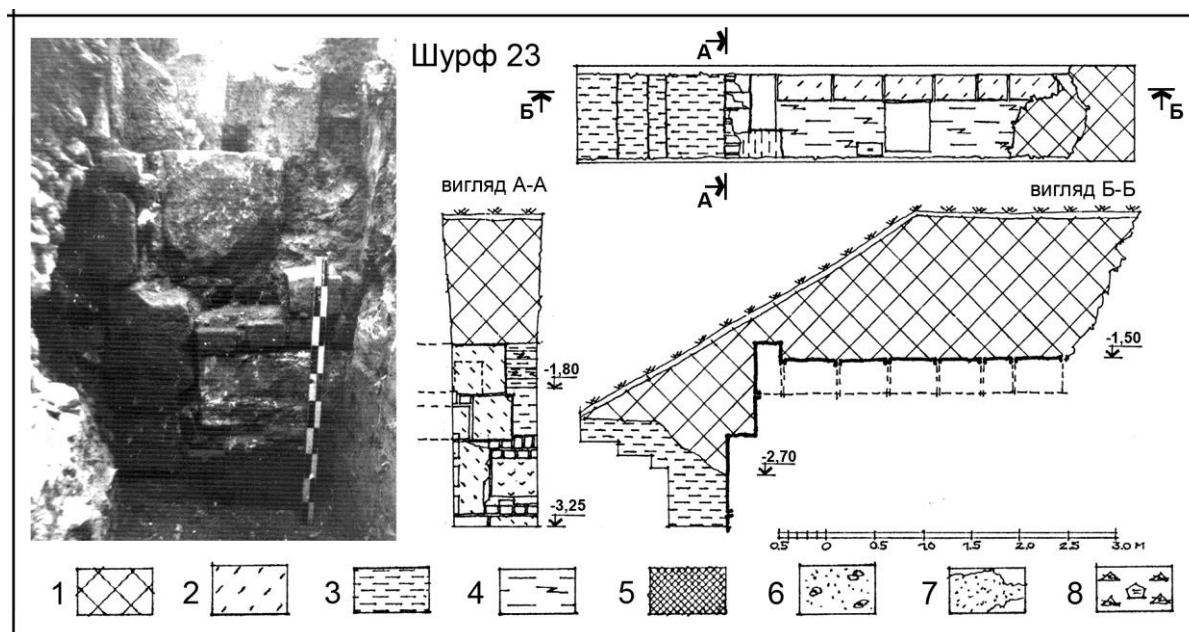 Шурф 23
А
Б
Б
А
вигляд А-А
вигляд Б-Б
-1,80
-3,25
-1,50
-2,70
0,5 0 0,5 1.0 1.5 2.0 2.5 3.0 М
1 2 3 4 5 6 7 8